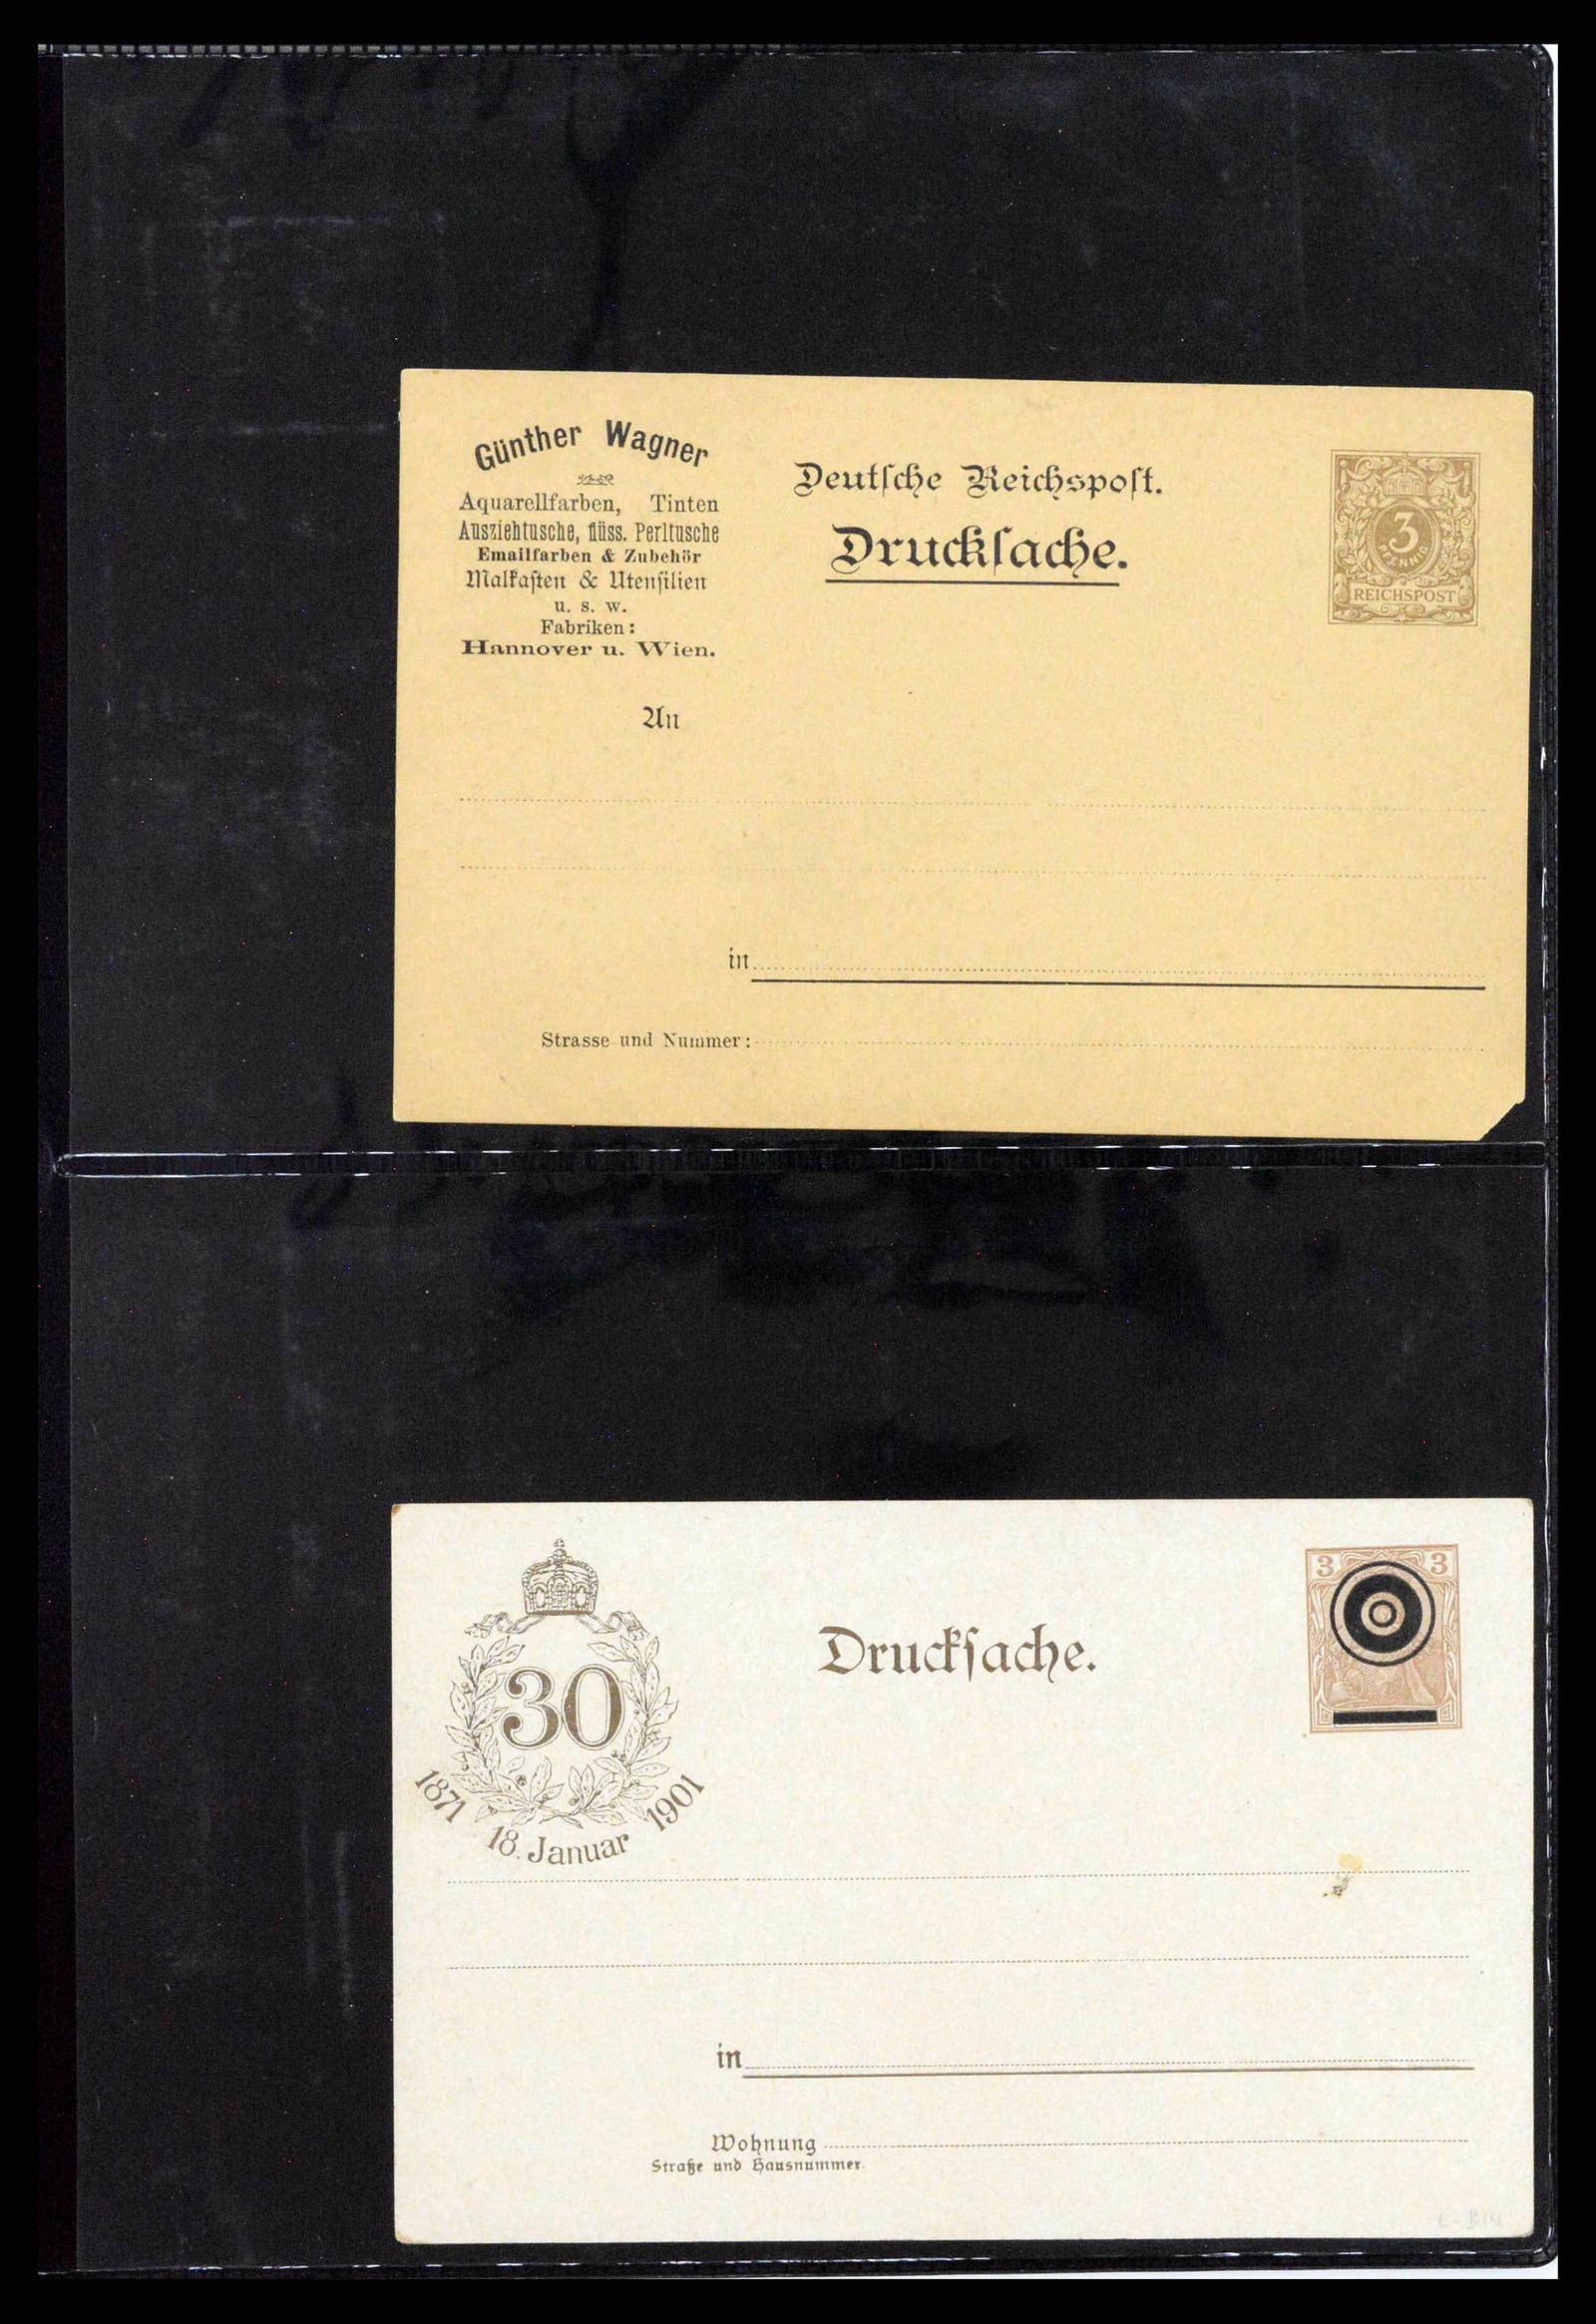 Günther Wagner
Aquarellfarben, Tinten
Ausziehtusche, flüss. Perltusche
Emailfarben & Zubehör
Malkasten & Utensilien
u. s. w.
Fabriken:
Hannover u. Wien.
Deutsche Reichspost.
Drucksache.
3
PFENNIG
REICHSPOST
An
in
Strasse und Nummer:
30
1871 18. Januar 1901
Drucksache.
3 3
in
Wohnung
Straße und Hausnummer.